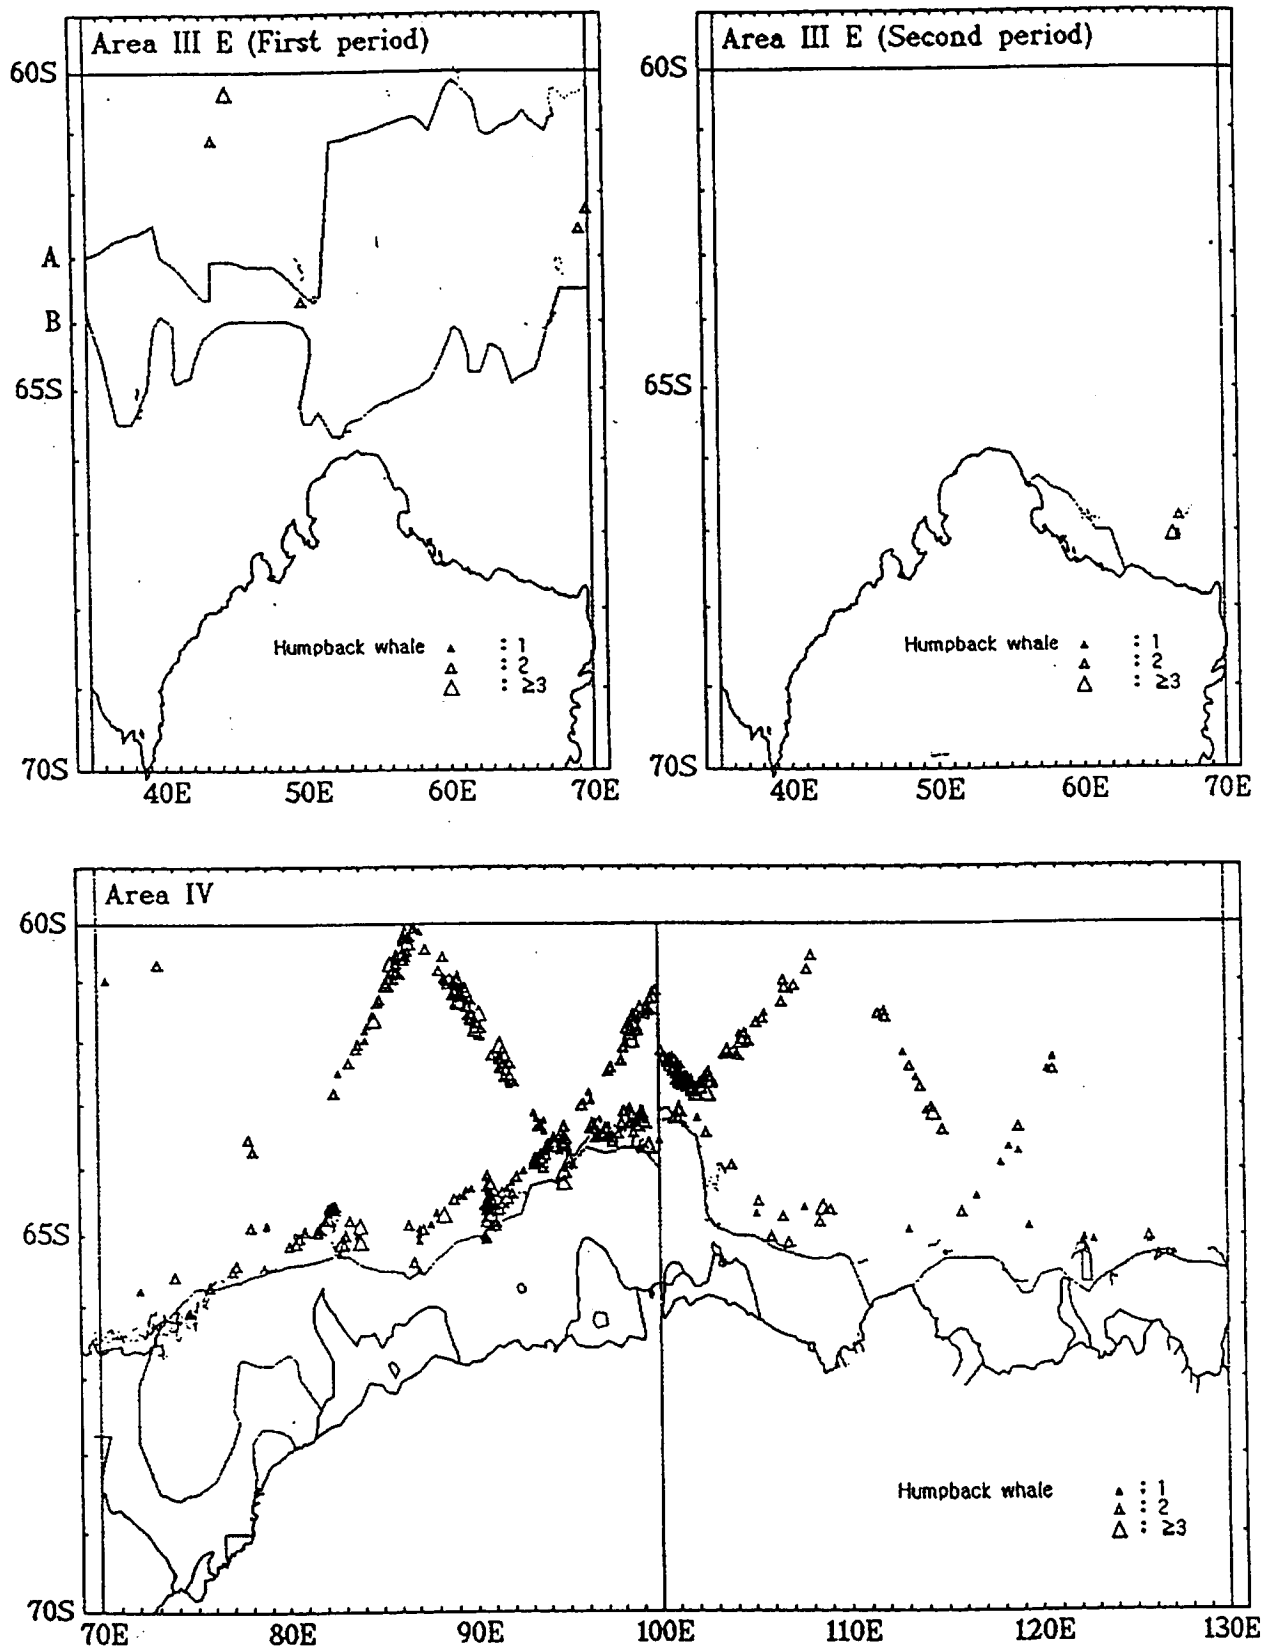 Area III E (First period)
60S
A
B
65S
Humpback whale ▲ : 1
△ : 2
△ : ≥3
70S
40E 50E 60E 70E
Area III E (Second period)
60S
65S
Humpback whale ▲ : 1
△ : 2
△ : ≥3
70S
40E 50E 60E 70E
Area IV
60S
65S
Humpback whale ▲ : 1
△ : 2
△ : ≥3
70S
70E 80E 90E 100E 110E 120E 130E